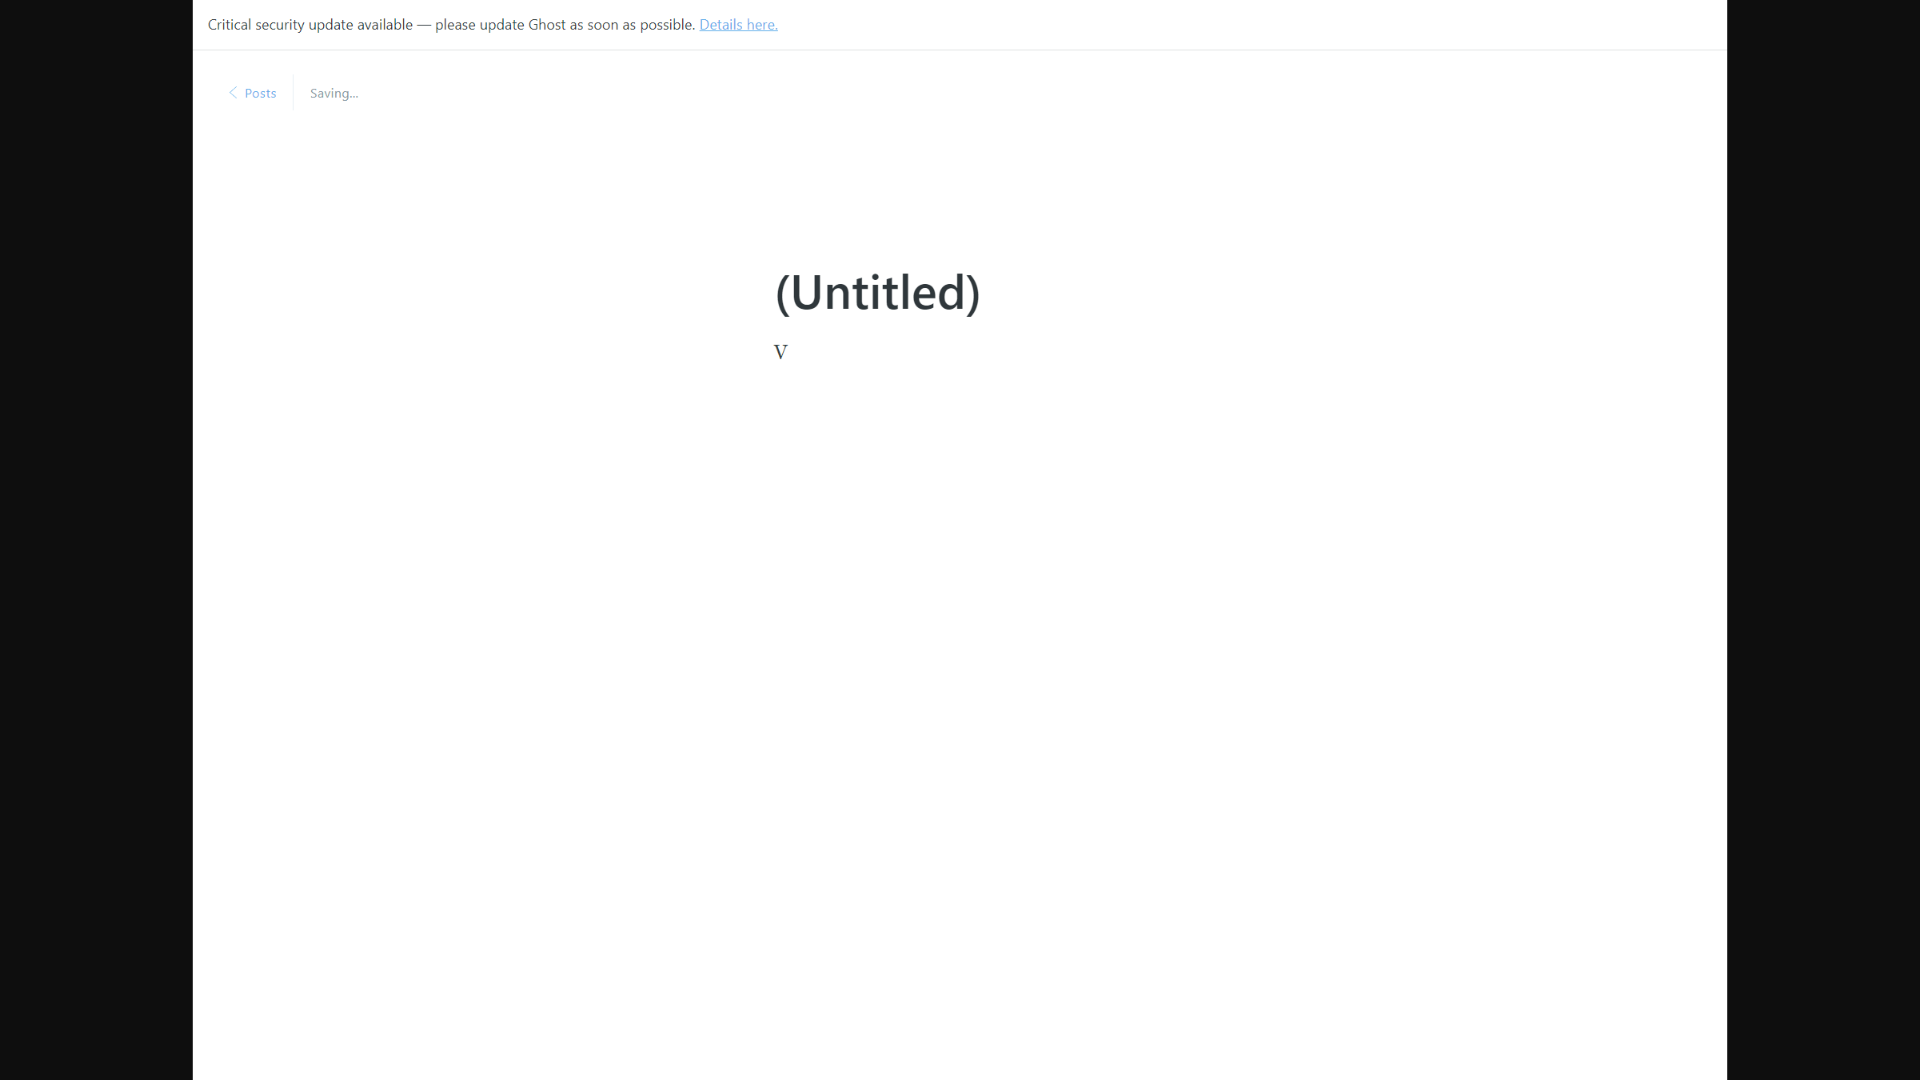 Critical security update available — please update Ghost as soon as possible. Details here.
Posts
Saving...
(Untitled)
V